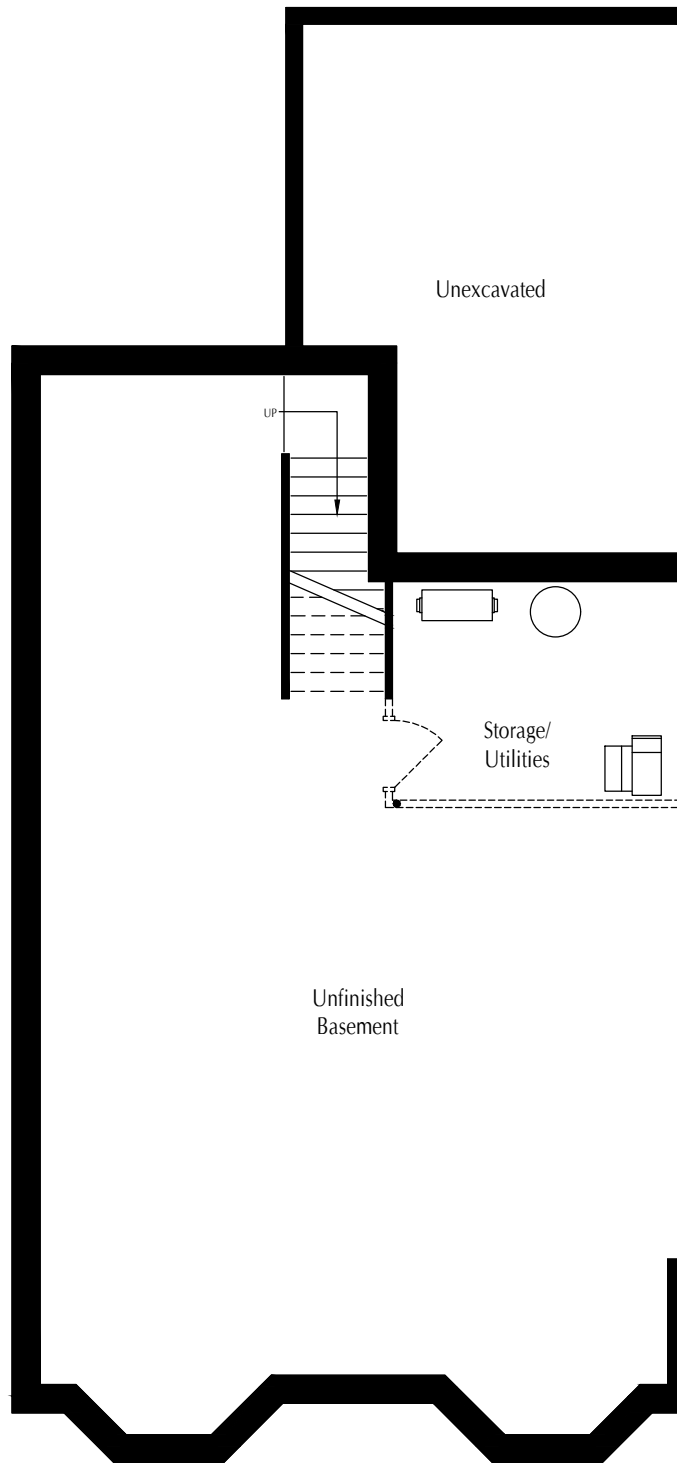 Unexcavated
UP
Storage/
Utilities
Unfinished
Basement